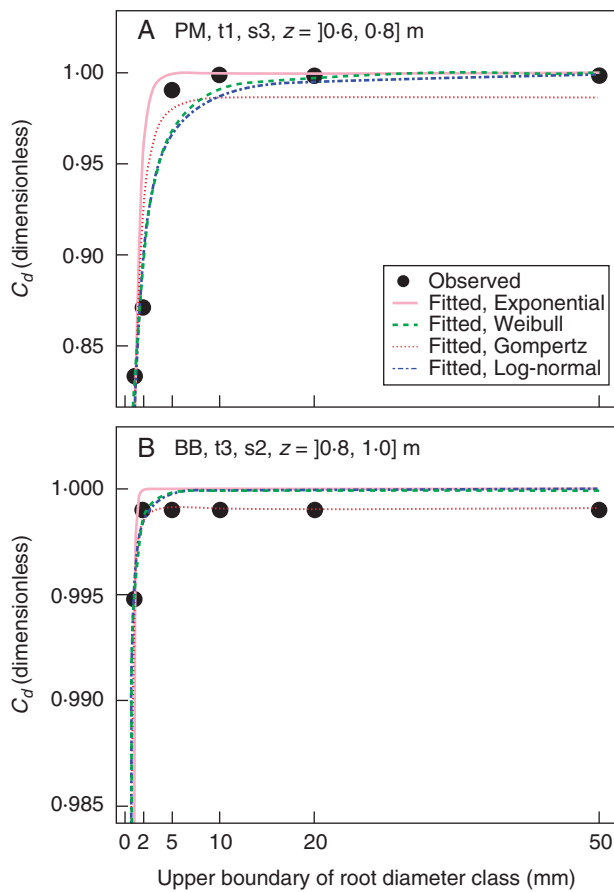 A PM, t1, s3, z = ]0·6, 0·8] m
1·00
0·95
0·90
0·85
C_d (dimensionless)
Observed
Fitted, Exponential
Fitted, Weibull
Fitted, Gompertz
Fitted, Log-normal
B BB, t3, s2, z = ]0·8, 1·0] m
1·000
0·995
0·990
0·985
C_d (dimensionless)
0 2 5 10 20 50
Upper boundary of root diameter class (mm)